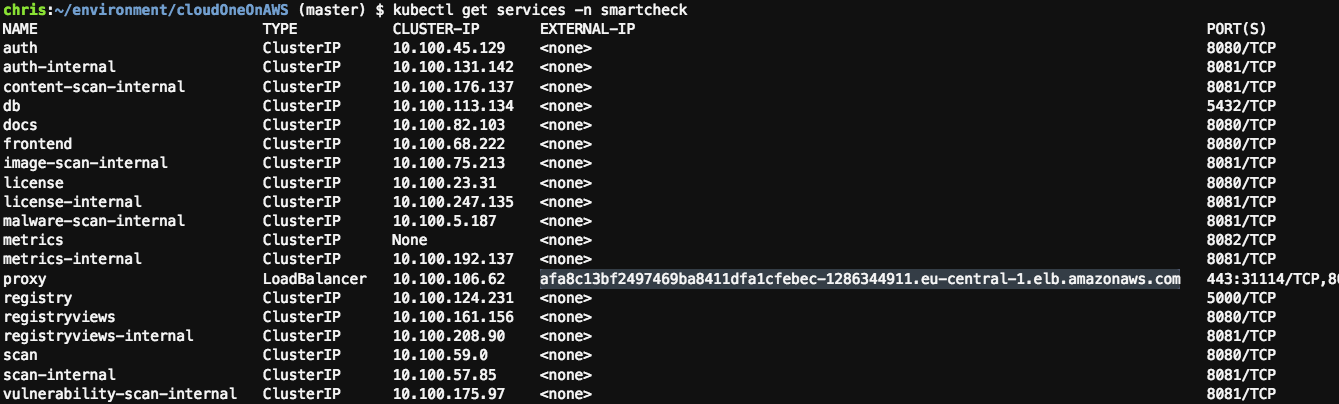 chris:~/environment/cloudOneOnAWS (master) $ kubectl get services -n smartcheck
NAME TYPE CLUSTER-IP EXTERNAL-IP PORT(S)
auth ClusterIP 10.100.45.129 <none> 8080/TCP
auth-internal ClusterIP 10.100.131.142 <none> 8081/TCP
content-scan-internal ClusterIP 10.100.176.137 <none> 8081/TCP
db ClusterIP 10.100.113.134 <none> 5432/TCP
docs ClusterIP 10.100.82.103 <none> 8080/TCP
frontend ClusterIP 10.100.68.222 <none> 8080/TCP
image-scan-internal ClusterIP 10.100.75.213 <none> 8081/TCP
license ClusterIP 10.100.23.31 <none> 8080/TCP
license-internal ClusterIP 10.100.247.135 <none> 8081/TCP
malware-scan-internal ClusterIP 10.100.5.187 <none> 8081/TCP
metrics ClusterIP None <none> 8082/TCP
metrics-internal ClusterIP 10.100.192.137 <none> 8081/TCP
proxy LoadBalancer 10.100.106.62 afa8c13bf2497469ba8411dfa1cfebec-1286344911.eu-central-1.elb.amazonaws.com 443:31114/TCP,80
registry ClusterIP 10.100.124.231 <none> 5000/TCP
registryviews ClusterIP 10.100.161.156 <none> 8080/TCP
registryviews-internal ClusterIP 10.100.208.90 <none> 8081/TCP
scan ClusterIP 10.100.59.0 <none> 8080/TCP
scan-internal ClusterIP 10.100.57.85 <none> 8081/TCP
vulnerability-scan-internal ClusterIP 10.100.175.97 <none> 8081/TCP